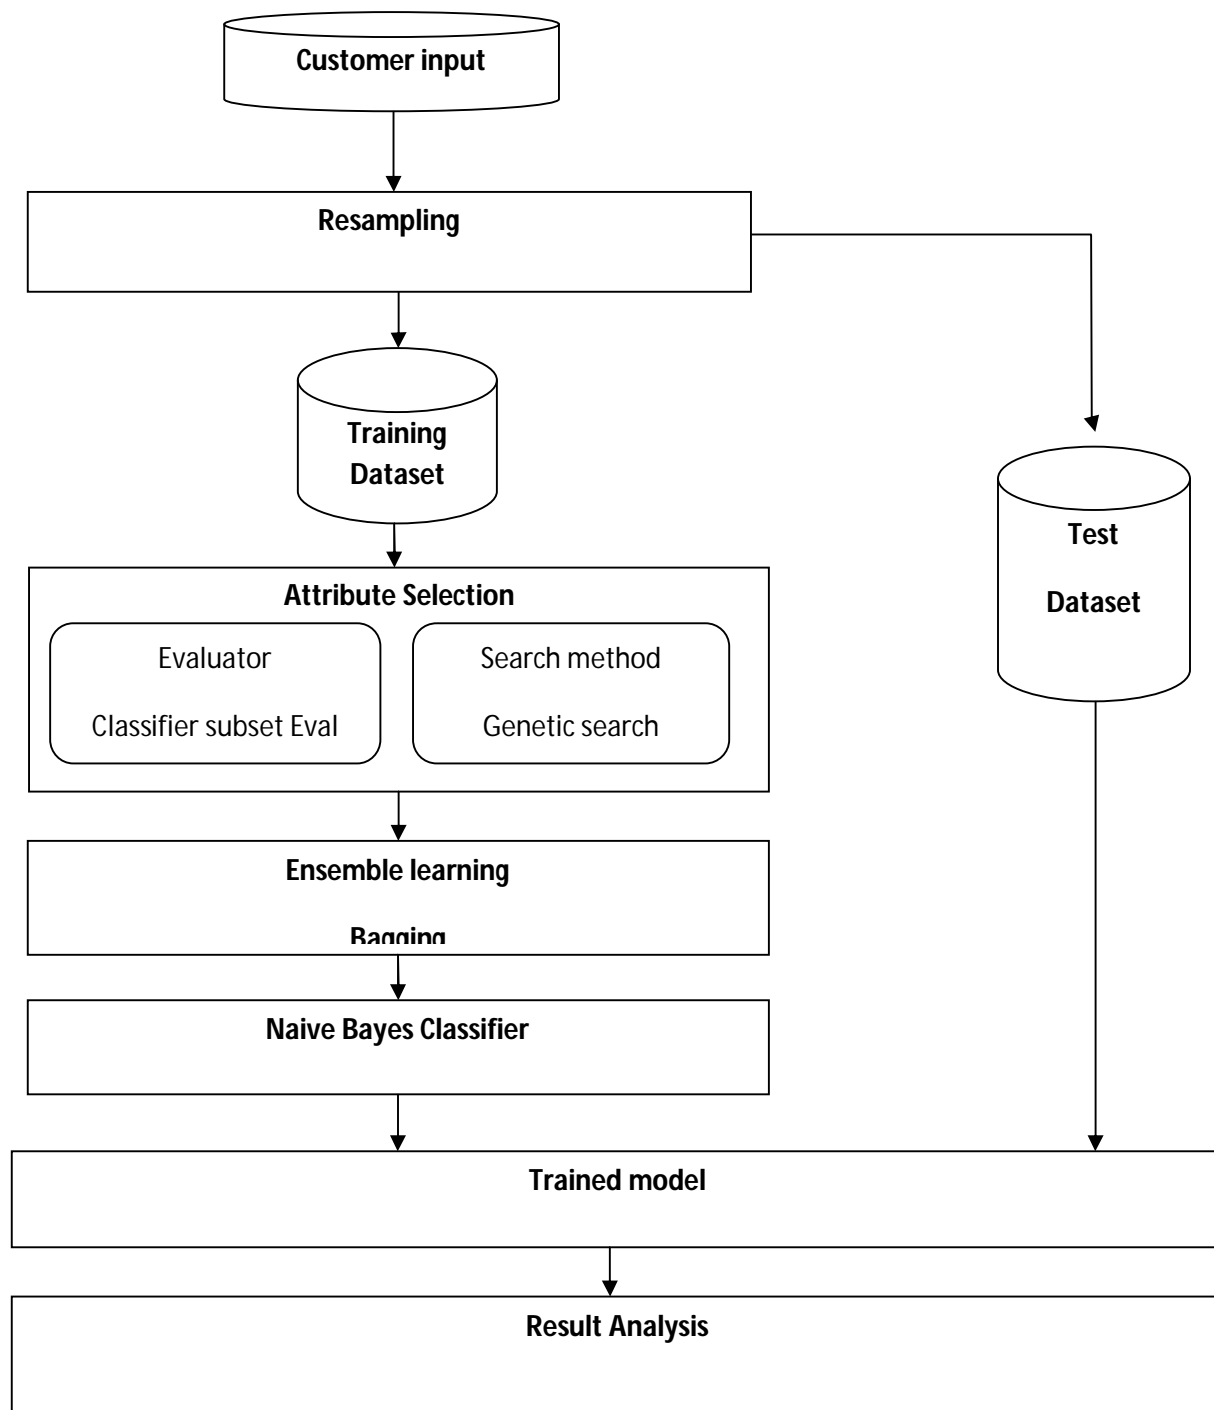 Customer input
Resampling
Training
Dataset
Test
Dataset
Attribute Selection
Evaluator
Classifier subset Eval
Search method
Genetic search
Ensemble learning
Bagging
Naive Bayes Classifier
Trained model
Result Analysis